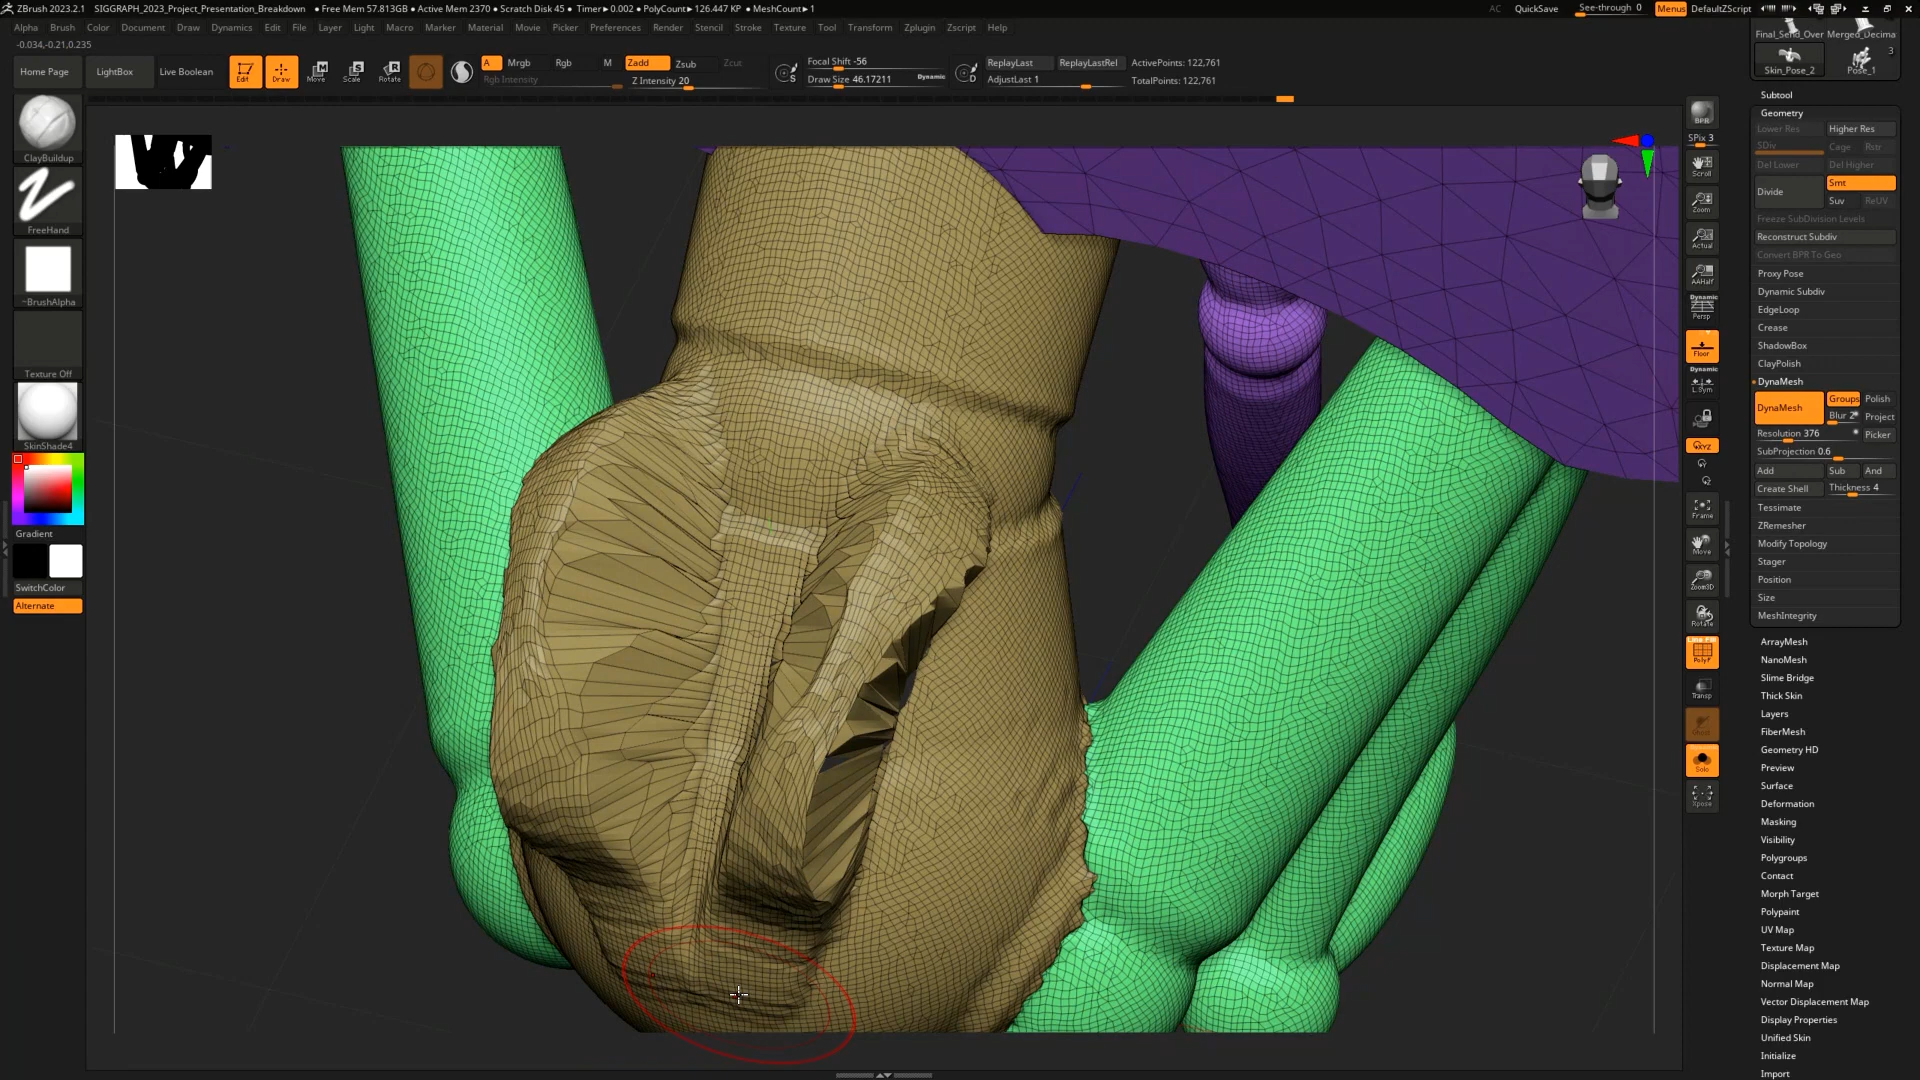 ZBrush 2023.2.1 SIGGRAPH_2023_Project_Presentation_Breakdown • Free Mem 57.813GB • Active Mem 2370 • Scratch Disk 45 • Timer▸0.002 • PolyCount▸126.447 KP • MeshCount▸1
AC QuickSave See-through 0 Menus DefaultZScript
Alpha Brush Color Document Draw Dynamics Edit File Layer Light Macro Marker Material Movie Picker Preferences Render Stencil Stroke Texture Tool Transform Zplugin Zscript Help
-0.034,-0.21,0.235
Home Page LightBox Live Boolean
Edit Draw Move Scale Rotate
A Mrgb Rgb M Zadd Zsub Zcut
Rgb Intensity Z Intensity 20
Focal Shift -56
Draw Size 46.17211 Dynamic
ReplayLast ReplayLastRel ActivePoints: 122,761
AdjustLast 1 TotalPoints: 122,761
ClayBuildup
FreeHand
~BrushAlpha
Texture Off
SkinShade4
Gradient
SwitchColor
Alternate
BPR
SPix 3
Scroll
Zoom
Actual
AAHalf
Dynamic
Persp
Floor
Dynamic
L.Sym
Frame
Move
Zoom3D
Rotate
Line Fill
PolyF
Transp
Ghost
Solo
Xpose
Final_Send_Over Merged_Decima
3
Skin_Pose_2 Pose_1
Subtool
Geometry
Lower Res Higher Res
SDiv Cage Rstr
Del Lower Del Higher
Divide Smt
Suv ReUV
Freeze SubDivision Levels
Reconstruct Subdiv
Convert BPR To Geo
Proxy Pose
Dynamic Subdiv
EdgeLoop
Crease
ShadowBox
ClayPolish
DynaMesh
DynaMesh Groups Polish
Blur 2 Project
Resolution 376 Picker
SubProjection 0.6
Add Sub And
Create Shell Thickness 4
Tessimate
ZRemesher
Modify Topology
Stager
Position
Size
MeshIntegrity
ArrayMesh
NanoMesh
Slime Bridge
Thick Skin
Layers
FiberMesh
Geometry HD
Preview
Surface
Deformation
Masking
Visibility
Polygroups
Contact
Morph Target
Polypaint
UV Map
Texture Map
Displacement Map
Normal Map
Vector Displacement Map
Display Properties
Unified Skin
Initialize
Import